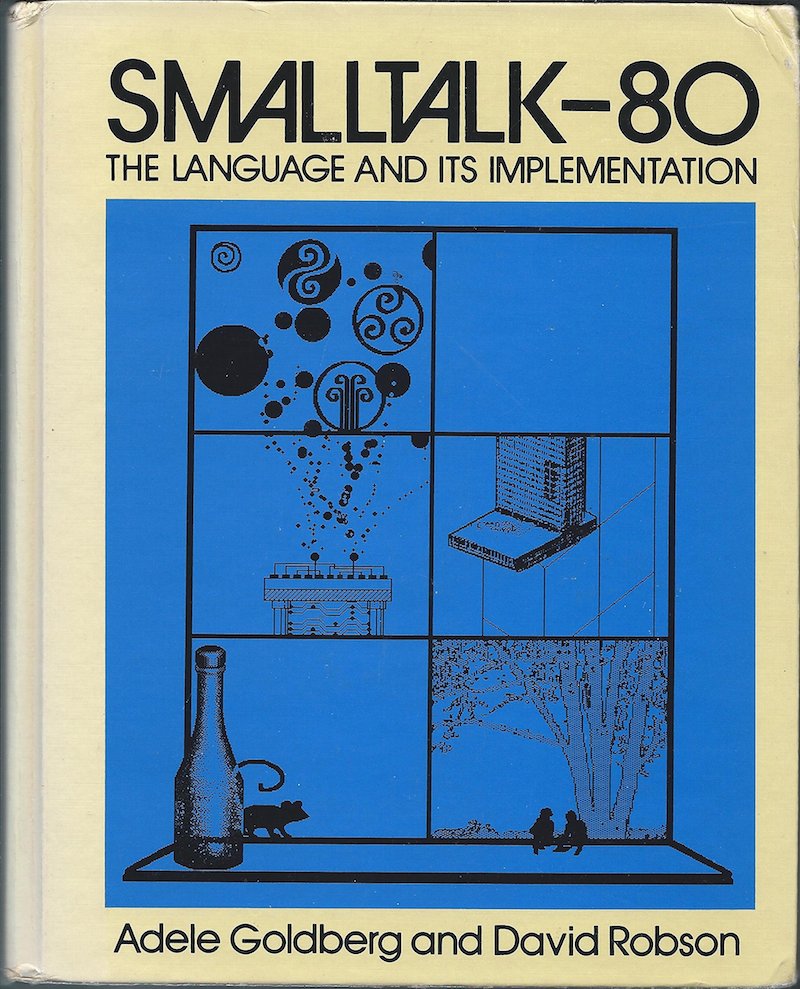 SMALLTALK-80
THE LANGUAGE AND ITS IMPLEMENTATION
Adele Goldberg and David Robson